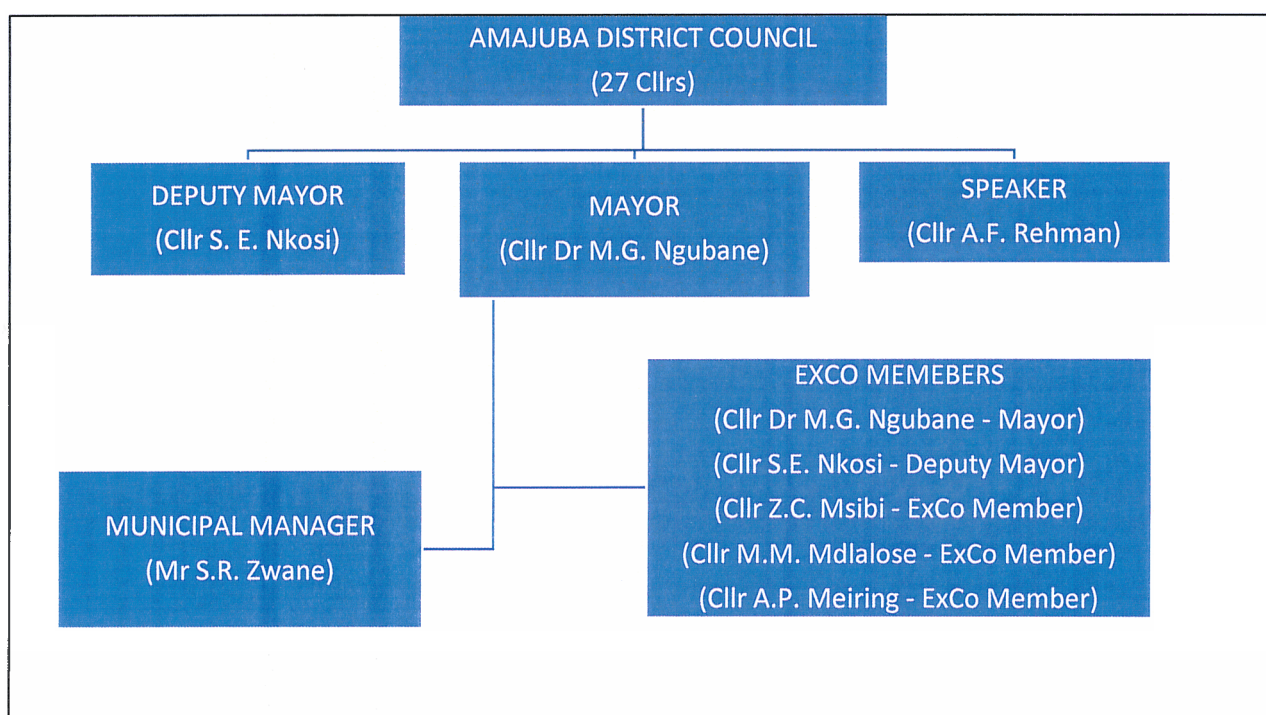 AMAJUBA DISTRICT COUNCIL
(27 Cllrs)
DEPUTY MAYOR
(Cllr S. E. Nkosi)
MAYOR
(Cllr Dr M.G. Ngubane)
SPEAKER
(Cllr A.F. Rehman)
EXCO MEMEBERS
(Cllr Dr M.G. Ngubane - Mayor)
(Cllr S.E. Nkosi - Deputy Mayor)
(Cllr Z.C. Msibi - ExCo Member)
(Cllr M.M. Mdlalose - ExCo Member)
(Cllr A.P. Meiring - ExCo Member)
MUNICIPAL MANAGER
(Mr S.R. Zwane)